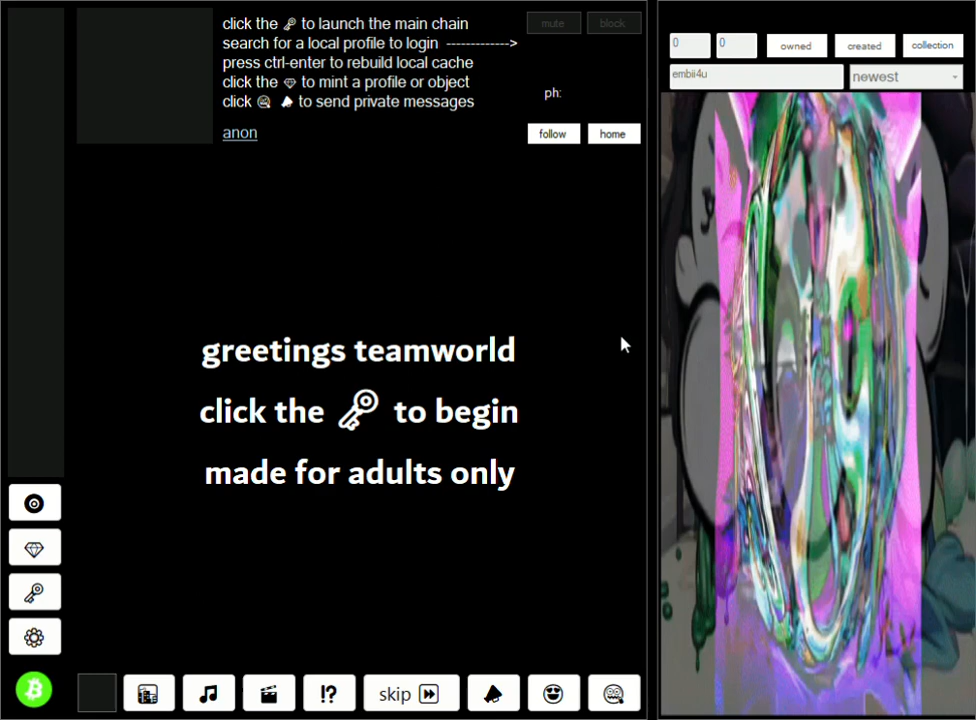 click the to launch the main chain
search for a local profile to login ------------->
press ctrl-enter to rebuild local cache
click the to mint a profile or object
click to send private messages
anon
mute block
ph:
follow home
0 0 owned created collection
embii4u newest
greetings teamworld
click the to begin
made for adults only
!? skip